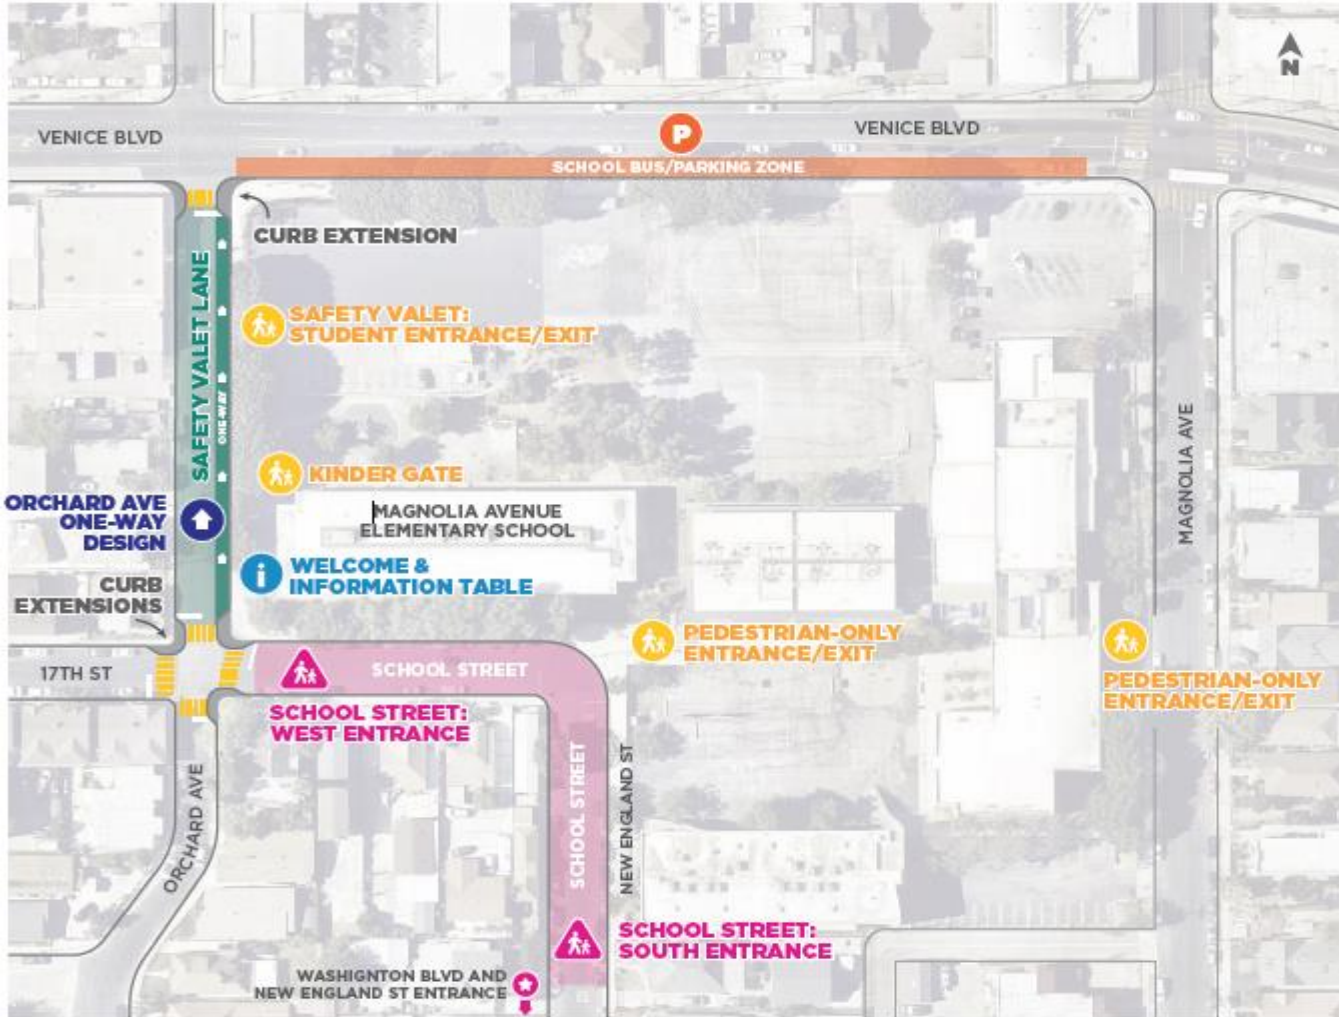 N
VENICE BLVD
P
VENICE BLVD
SCHOOL BUS/PARKING ZONE
CURB EXTENSION
SAFETY VALET LANE
ONE-WAY
SAFETY VALET:
STUDENT ENTRANCE/EXIT
KINDER GATE
MAGNOLIA AVE
ORCHARD AVE
ONE-WAY
DESIGN
MAGNOLIA AVENUE
ELEMENTARY SCHOOL
i
WELCOME &
INFORMATION TABLE
CURB
EXTENSIONS
17TH ST
SCHOOL STREET
PEDESTRIAN-ONLY
ENTRANCE/EXIT
PEDESTRIAN-ONLY
ENTRANCE/EXIT
SCHOOL STREET:
WEST ENTRANCE
ORCHARD AVE
SCHOOL STREET
NEW ENGLAND ST
SCHOOL STREET:
SOUTH ENTRANCE
WASHIGNTON BLVD AND
NEW ENGLAND ST ENTRANCE